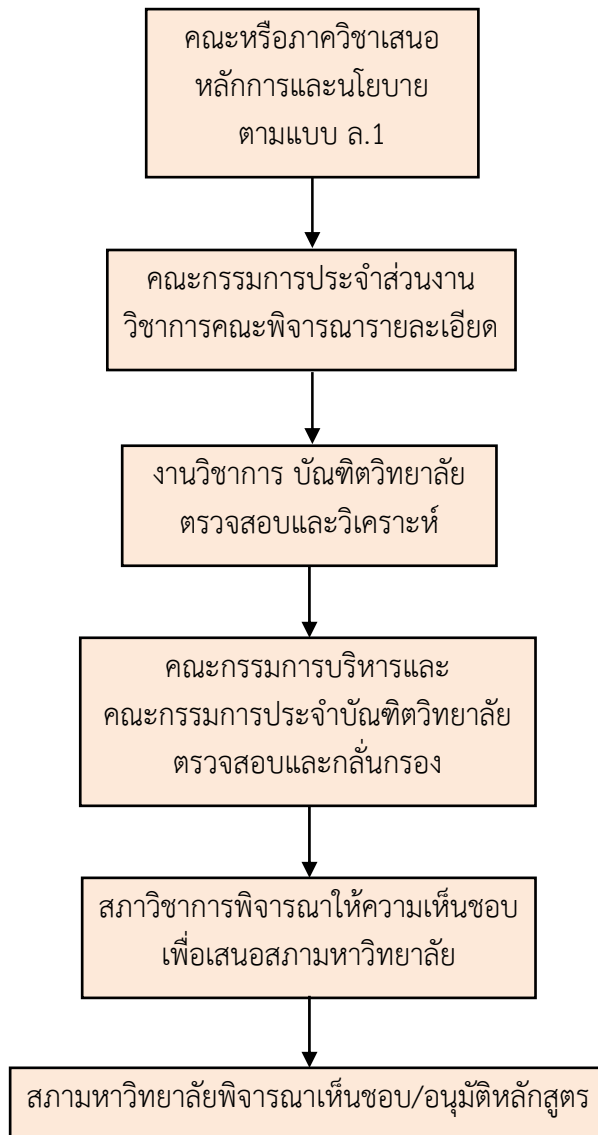 คณะหรือภาควิชาเสนอ
หลักการและนโยบาย
ตามแบบ ล.1
คณะกรรมการประจำส่วนงาน
วิชาการคณะพิจารณารายละเอียด
งานวิชาการ บัณฑิตวิทยาลัย
ตรวจสอบและวิเคราะห์
คณะกรรมการบริหารและ
คณะกรรมการประจำบัณฑิตวิทยาลัย
ตรวจสอบและกลั่นกรอง
สภาวิชาการพิจารณาให้ความเห็นชอบ
เพื่อเสนอสภามหาวิทยาลัย
สภามหาวิทยาลัยพิจารณาเห็นชอบ/อนุมัติหลักสูตร